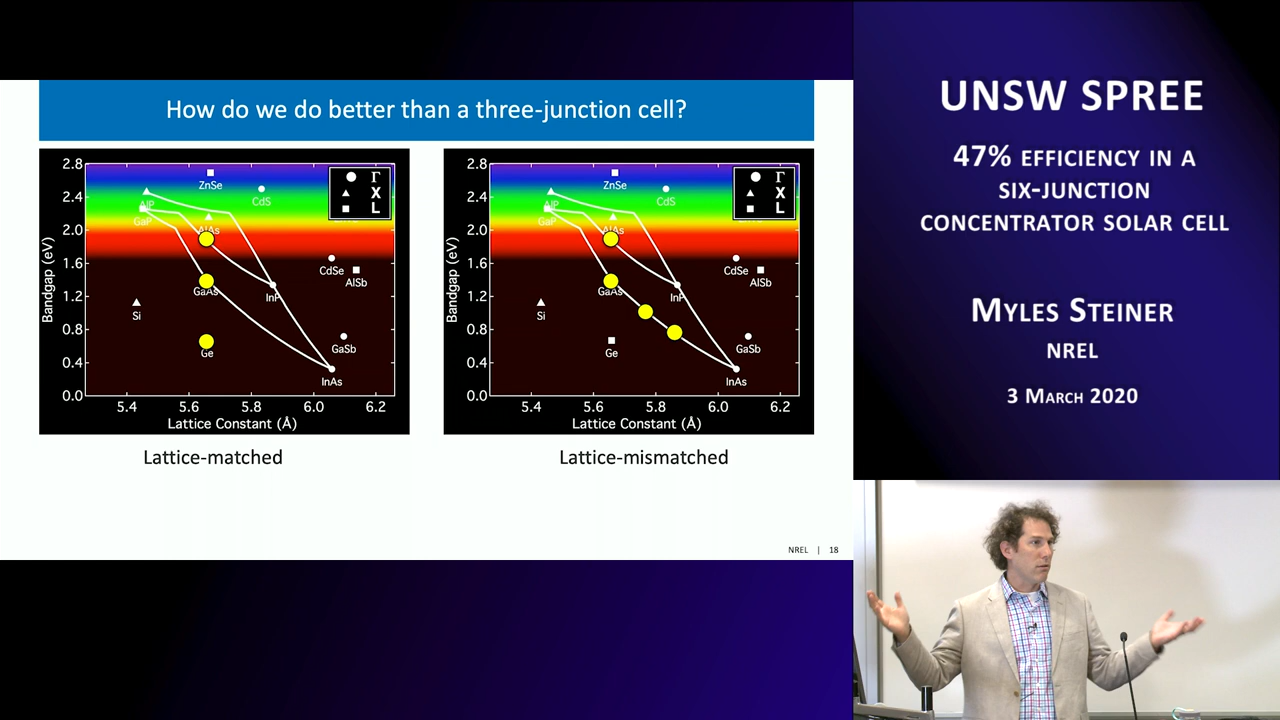 How do we do better than a three-junction cell?
2.8
2.4
2.0
1.6
1.2
0.8
0.4
0.0
Bandgap (eV)
5.4 5.6 5.8 6.0 6.2
Lattice Constant (Å)
ZnSe
CdS
AlP
GaP
AlAs
CdSe
AlSb
GaAs
InP
Si
Ge
GaSb
InAs
Γ
X
L
Lattice-matched
2.8
2.4
2.0
1.6
1.2
0.8
0.4
0.0
Bandgap (eV)
5.4 5.6 5.8 6.0 6.2
Lattice Constant (Å)
ZnSe
CdS
AlP
GaP
AlAs
CdSe
AlSb
GaAs
InP
Si
Ge
GaSb
InAs
Γ
X
L
Lattice-mismatched
NREL | 18
UNSW SPREE
47% EFFICIENCY IN A
SIX-JUNCTION
CONCENTRATOR SOLAR CELL
MYLES STEINER
NREL
3 MARCH 2020